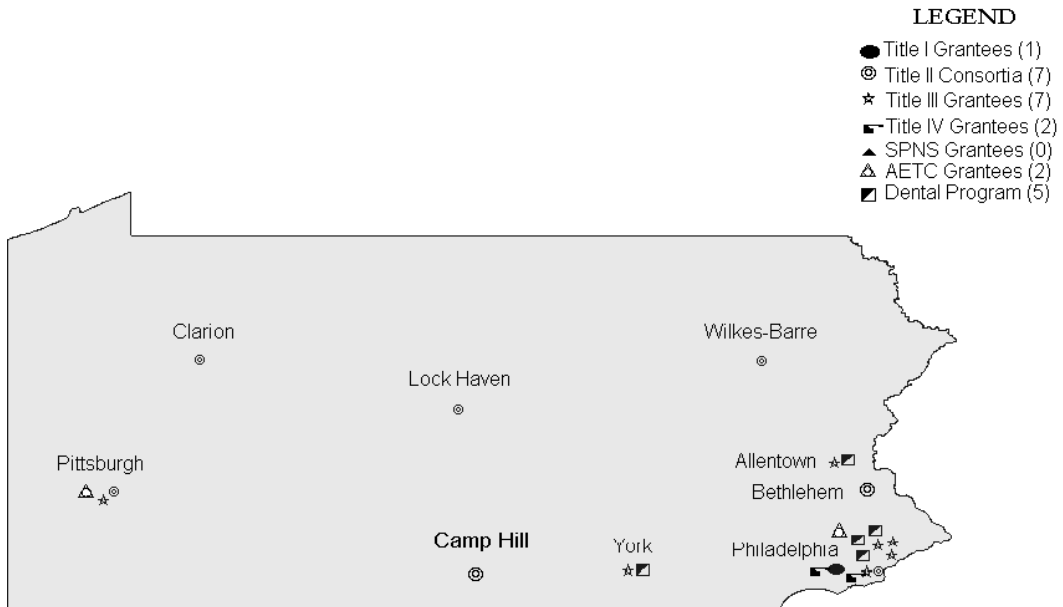 LEGEND
Title I Grantees (1)
Title II Consortia (7)
Title III Grantees (7)
Title IV Grantees (2)
SPNS Grantees (0)
AETC Grantees (2)
Dental Program (5)
Clarion
Wilkes-Barre
Lock Haven
Pittsburgh
Allentown
Bethlehem
Camp Hill
York
Philadelphia